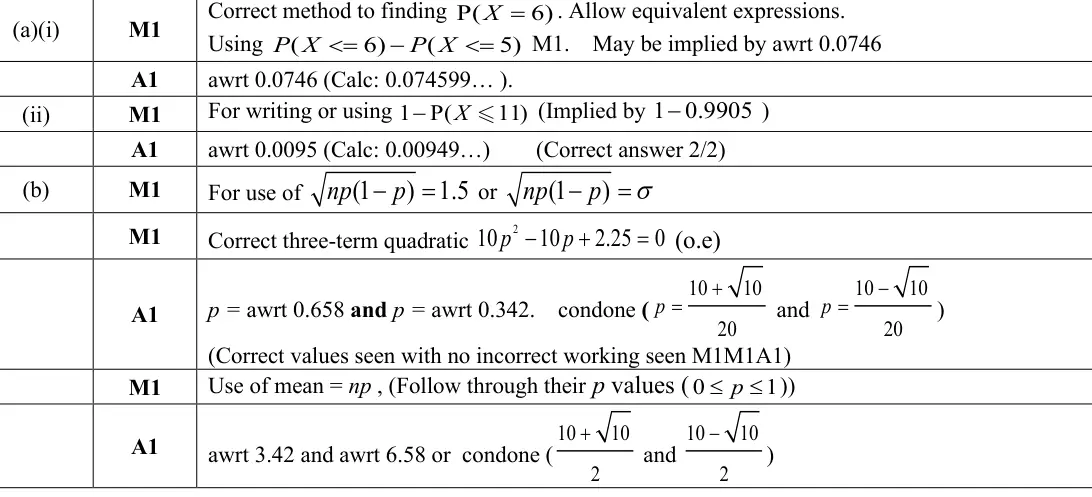 (a)(i) M1 Correct method to finding P(X = 6). Allow equivalent expressions.
Using P(X <= 6) − P(X <= 5) M1. May be implied by awrt 0.0746
A1 awrt 0.0746 (Calc: 0.074599… ).
(ii) M1 For writing or using 1 − P(X ⩽ 11) (Implied by 1 − 0.9905 )
A1 awrt 0.0095 (Calc: 0.00949…) (Correct answer 2/2)
(b) M1 For use of √np(1 − p) = 1.5 or √np(1 − p) = σ
M1 Correct three-term quadratic 10p² − 10p + 2.25 = 0 (o.e)
A1 p = awrt 0.658 and p = awrt 0.342. condone ( p = (10 + √10)/20 and p = (10 − √10)/20 )
(Correct values seen with no incorrect working seen M1M1A1)
M1 Use of mean = np , (Follow through their p values ( 0 ≤ p ≤ 1 ))
A1 awrt 3.42 and awrt 6.58 or condone ( (10 + √10)/2 and (10 − √10)/2 )